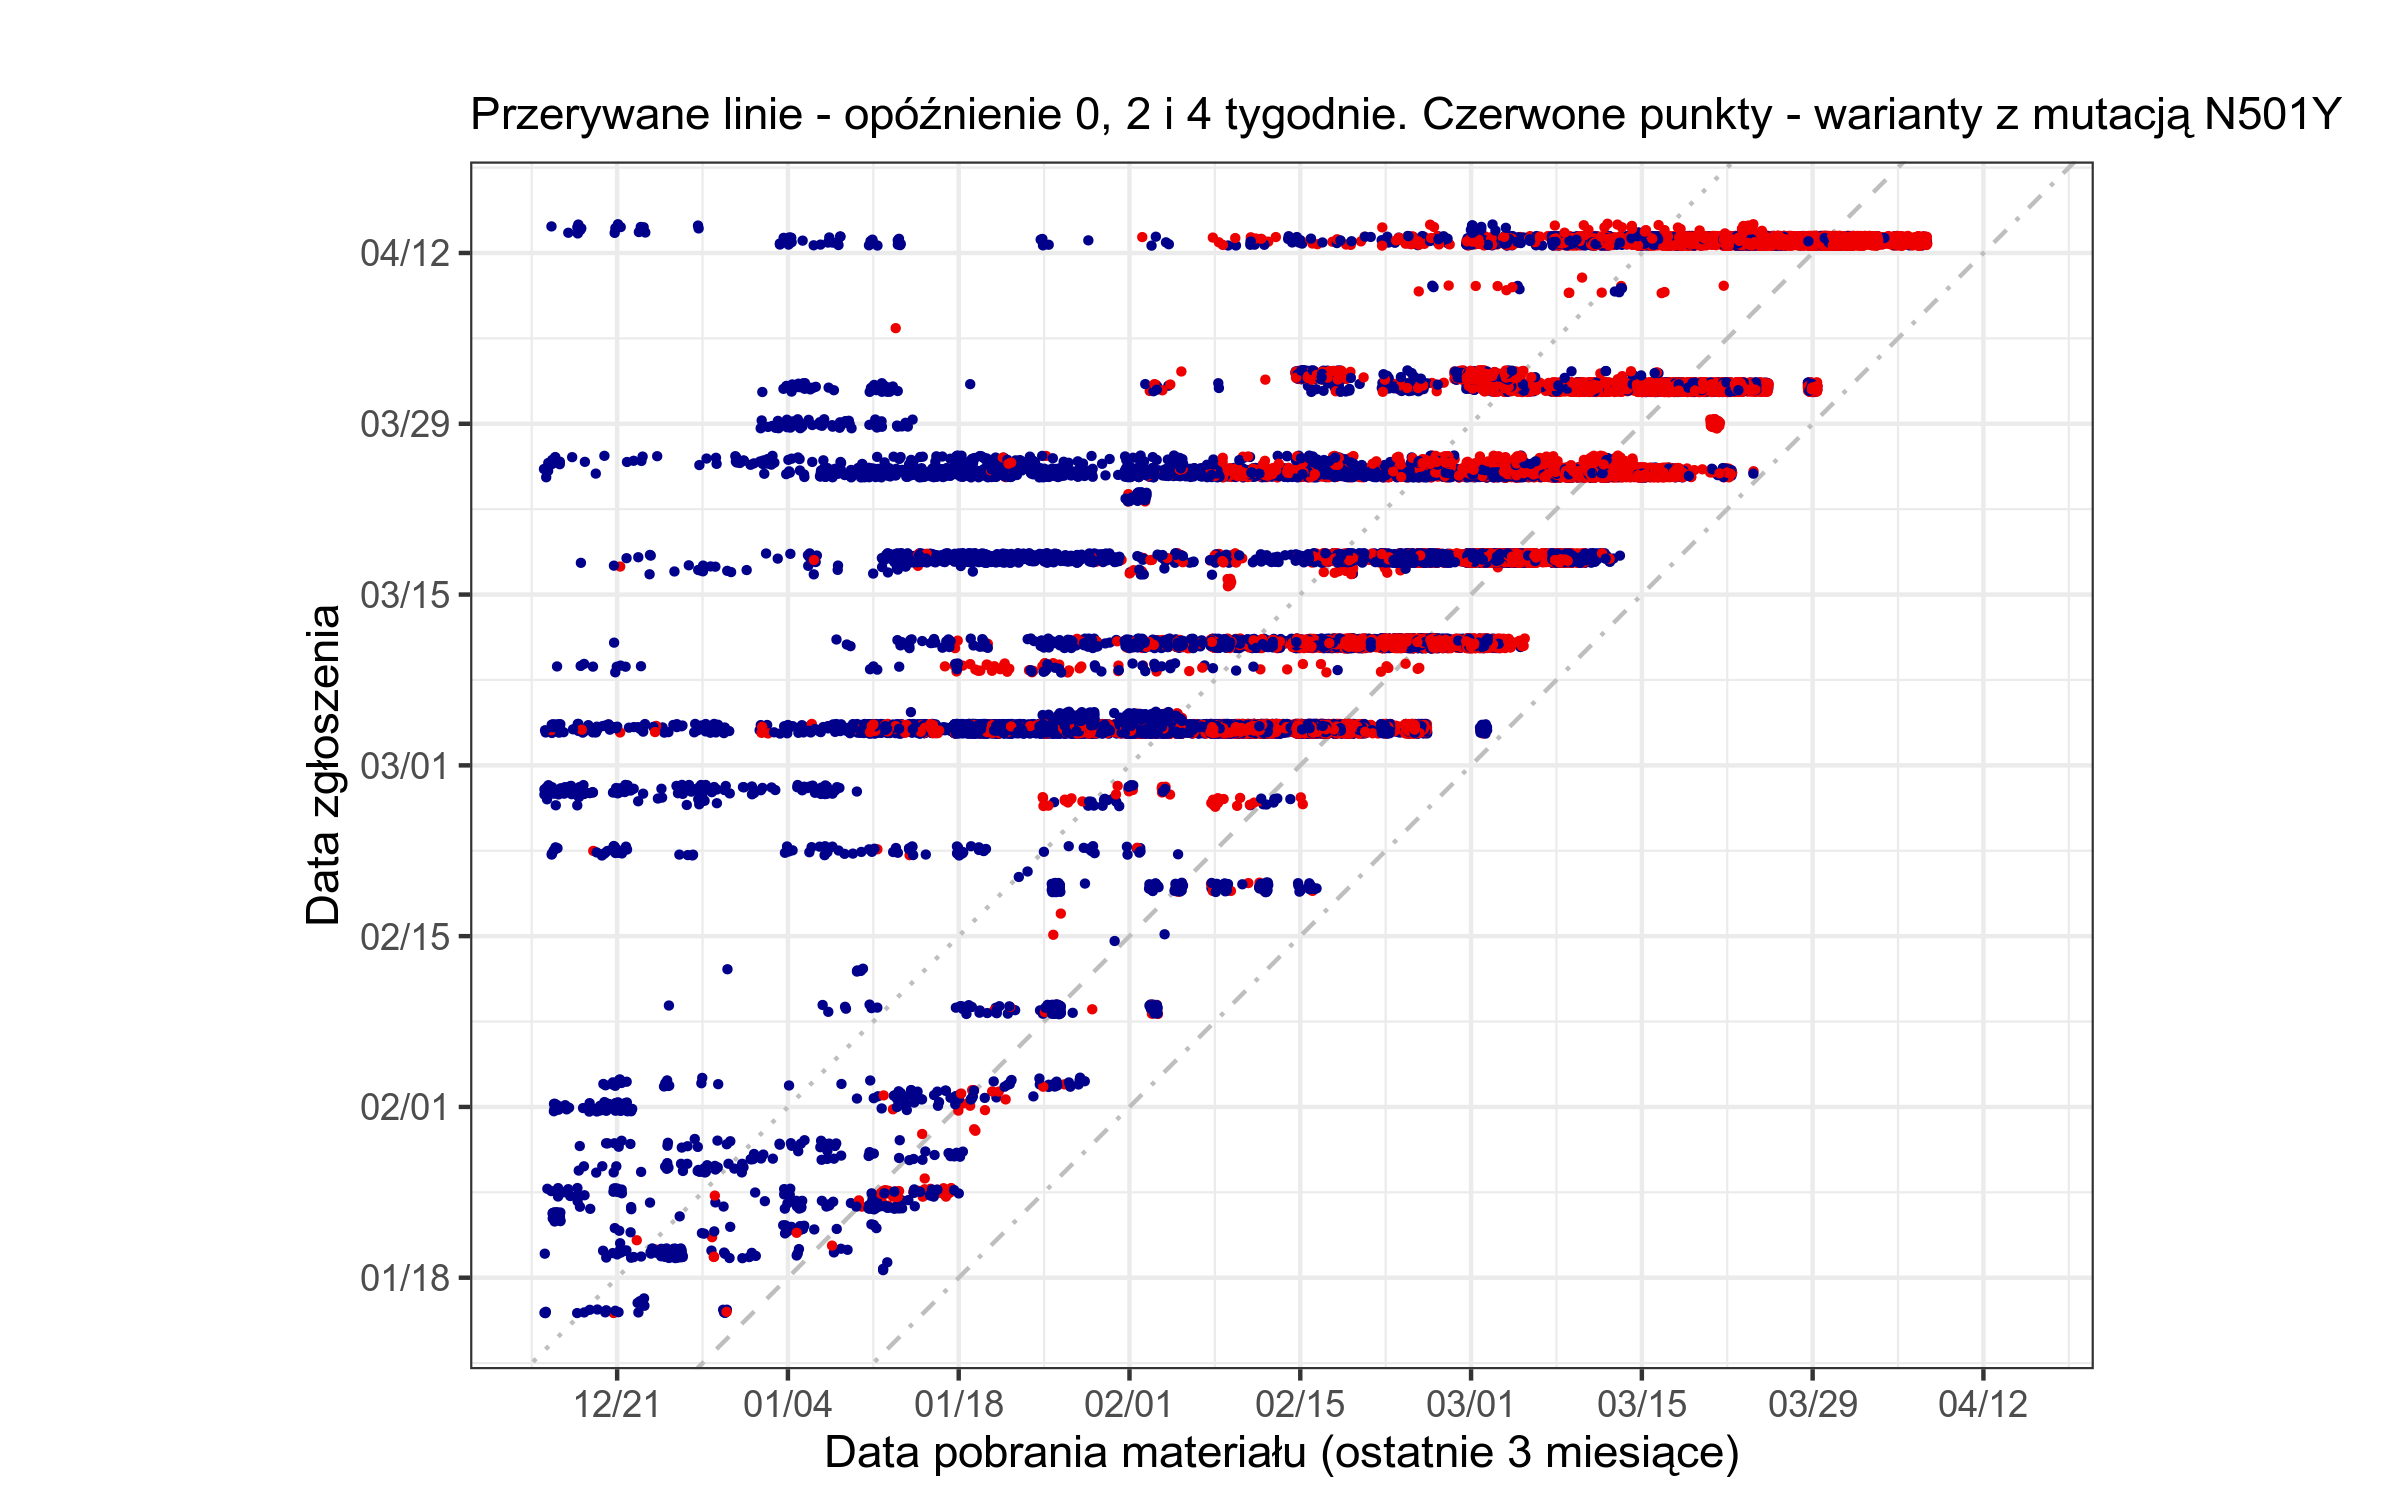 Przerywane linie - opóźnienie 0, 2 i 4 tygodnie. Czerwone punkty - warianty z mutacją N501Y
Data zgłoszenia
04/12
03/29
03/15
03/01
02/15
02/01
01/18
12/21 01/04 01/18 02/01 02/15 03/01 03/15 03/29 04/12
Data pobrania materiału (ostatnie 3 miesiące)